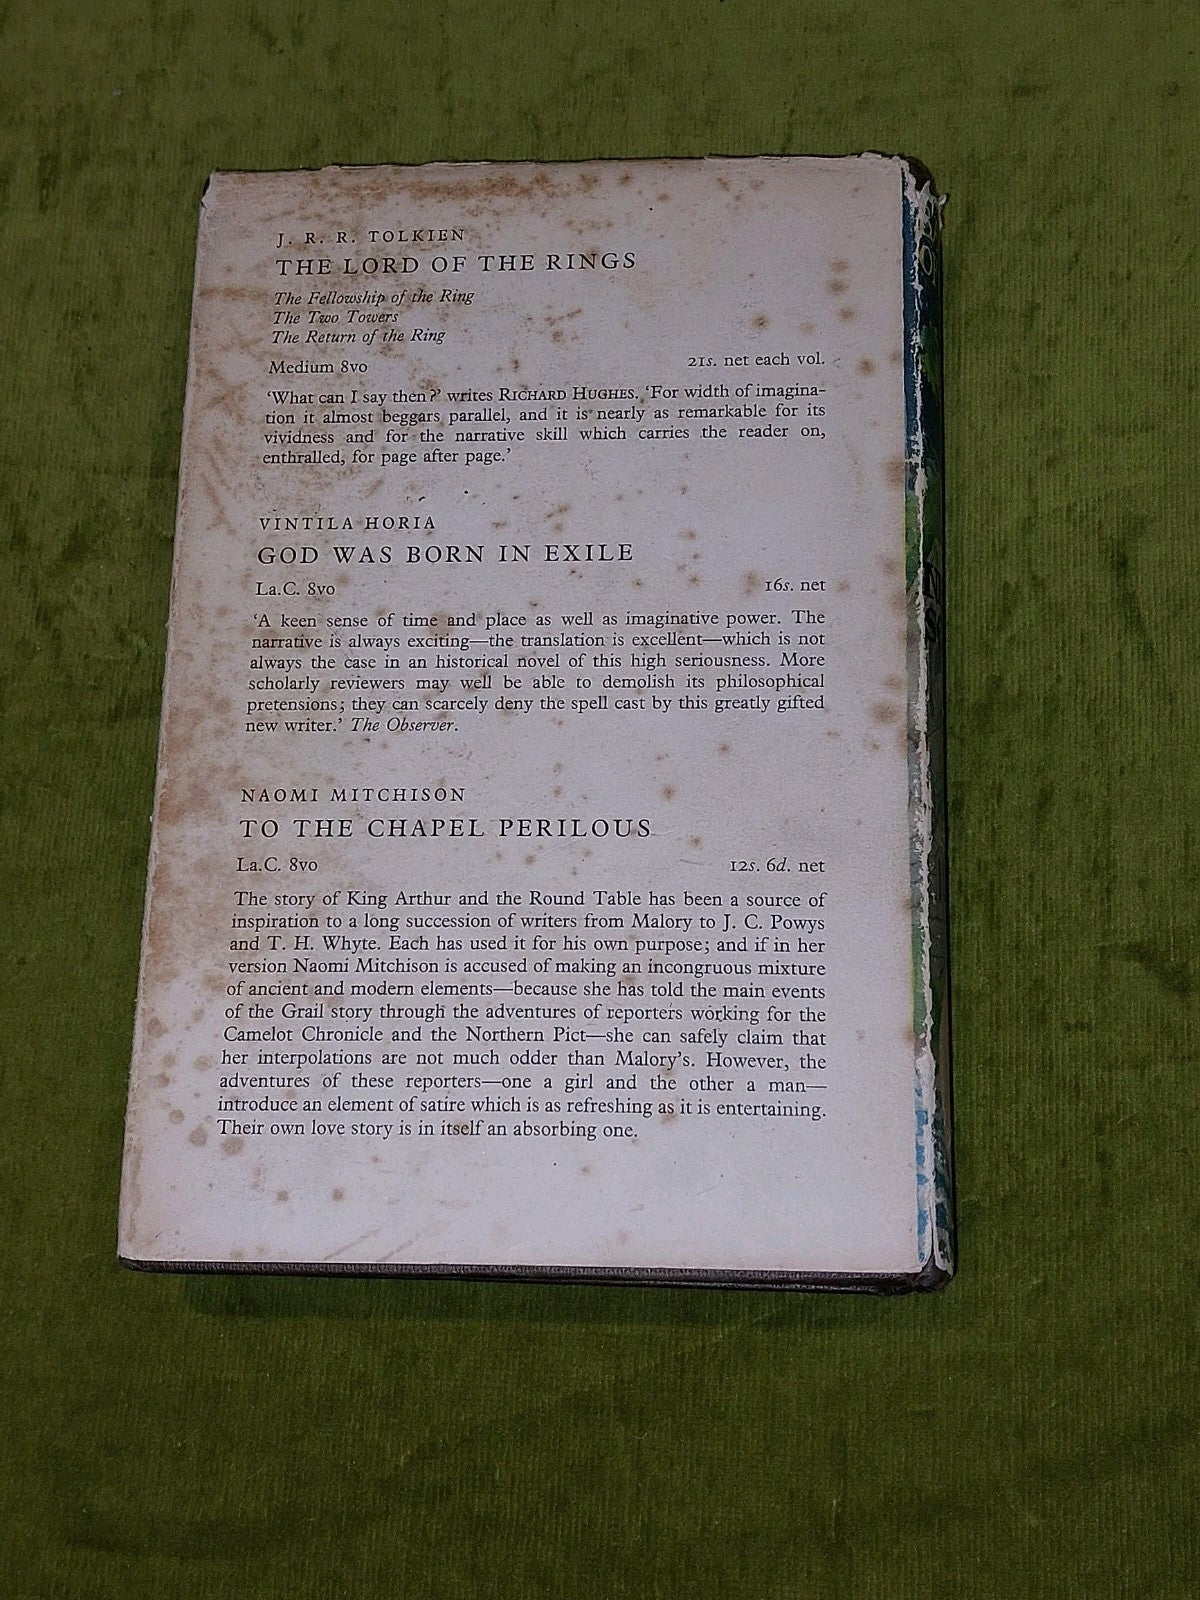 J. R. R. TOLKIEN
THE LORD OF THE RINGS
The Fellowship of the Ring
The Two Towers
The Return of the Ring
Medium 8vo 21s. net each vol.
‘What can I say then?’ writes RICHARD HUGHES. ‘For width of imagina-
tion it almost beggars parallel, and it is nearly as remarkable for its
vividness and for the narrative skill which carries the reader on,
enthralled, for page after page.’
VINTILA HORIA
GOD WAS BORN IN EXILE
La.C. 8vo 16s. net
‘A keen sense of time and place as well as imaginative power. The
narrative is always exciting—the translation is excellent—which is not
always the case in an historical novel of this high seriousness. More
scholarly reviewers may well be able to demolish its philosophical
pretensions; they can scarcely deny the spell cast by this greatly gifted
new writer.’ The Observer.
NAOMI MITCHISON
TO THE CHAPEL PERILOUS
La.C. 8vo 12s. 6d. net
The story of King Arthur and the Round Table has been a source of
inspiration to a long succession of writers from Malory to J. C. Powys
and T. H. Whyte. Each has used it for his own purpose; and if in her
version Naomi Mitchison is accused of making an incongruous mixture
of ancient and modern elements—because she has told the main events
of the Grail story through the adventures of reporters working for the
Camelot Chronicle and the Northern Pict—she can safely claim that
her interpolations are not much odder than Malory’s. However, the
adventures of these reporters—one a girl and the other a man—
introduce an element of satire which is as refreshing as it is entertaining.
Their own love story is in itself an absorbing one.